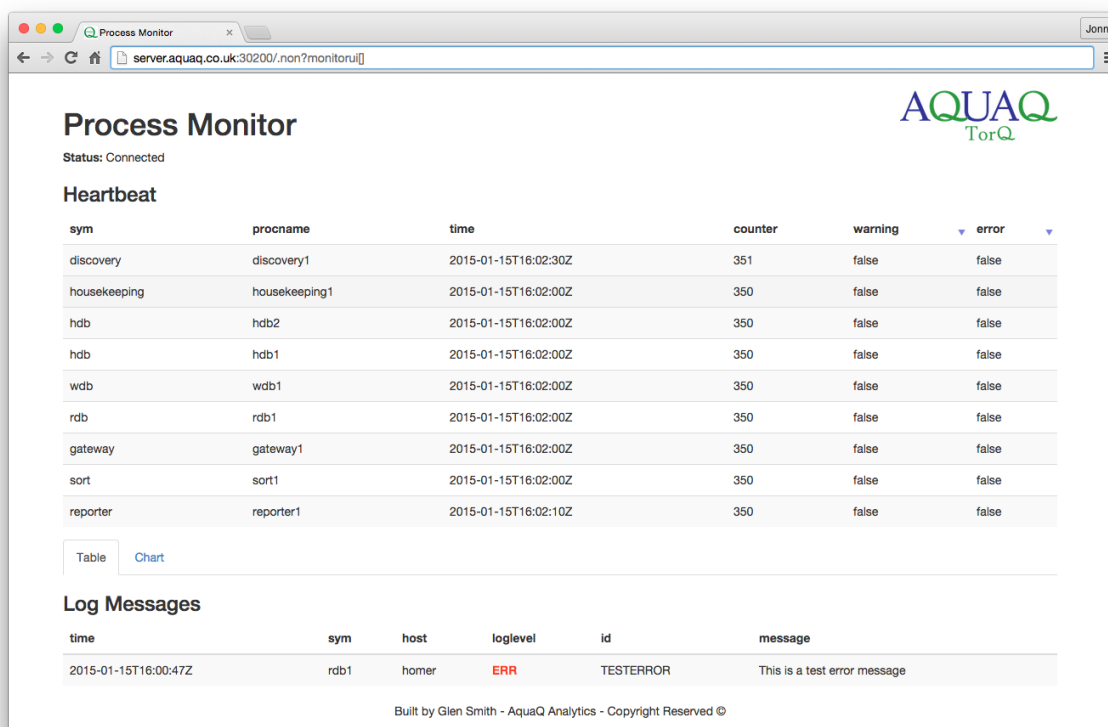 Process Monitor
Jonn
server.aquaq.co.uk:30200/.non?monitorui[]
AQUAQ
TorQ
Process Monitor
Status: Connected
Heartbeat
sym procname time counter warning error
discovery discovery1 2015-01-15T16:02:30Z 351 false false
housekeeping housekeeping1 2015-01-15T16:02:00Z 350 false false
hdb hdb2 2015-01-15T16:02:00Z 350 false false
hdb hdb1 2015-01-15T16:02:00Z 350 false false
wdb wdb1 2015-01-15T16:02:00Z 350 false false
rdb rdb1 2015-01-15T16:02:00Z 350 false false
gateway gateway1 2015-01-15T16:02:00Z 350 false false
sort sort1 2015-01-15T16:02:00Z 350 false false
reporter reporter1 2015-01-15T16:02:10Z 350 false false
Table Chart
Log Messages
time sym host loglevel id message
2015-01-15T16:00:47Z rdb1 homer ERR TESTERROR This is a test error message
Built by Glen Smith - AquaQ Analytics - Copyright Reserved ©